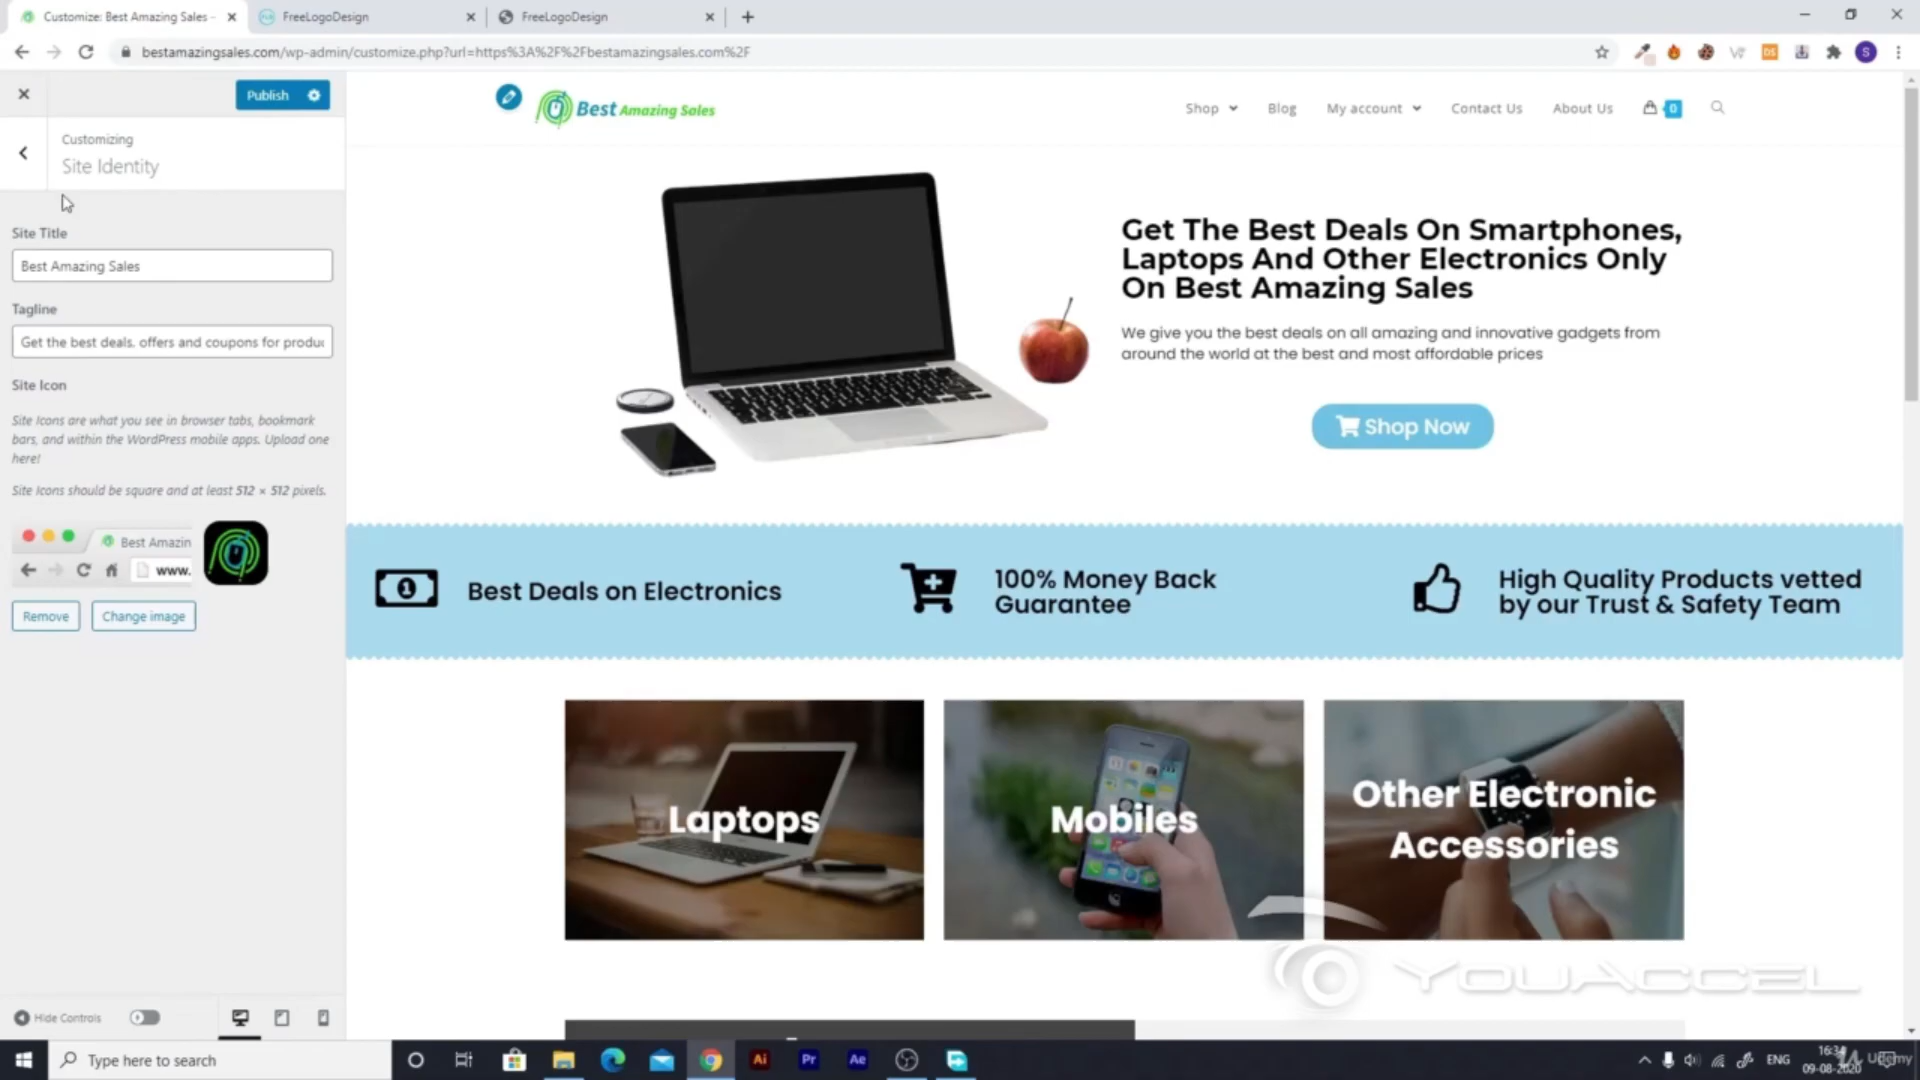 Customize: Best Amazing Sales -
FreeLogoDesign
FreeLogoDesign
bestamazingsales.com/wp-admin/customize.php?url=https%3A%2F%2Fbestamazingsales.com%2F
S
Publish
Customizing
Site Identity
Site Title
Best Amazing Sales
Tagline
Get the best deals. offers and coupons for produ
Site Icon
Site Icons are what you see in browser tabs, bookmark
bars, and within the WordPress mobile apps. Upload one
here!
Site Icons should be square and at least 512 × 512 pixels.
Best Amazin
www.
Remove
Change image
Hide Controls
Best Amazing Sales
Shop
Blog
My account
Contact Us
About Us
0
Get The Best Deals On Smartphones,
Laptops And Other Electronics Only
On Best Amazing Sales
We give you the best deals on all amazing and innovative gadgets from
around the world at the best and most affordable prices
Shop Now
Best Deals on Electronics
100% Money Back
Guarantee
High Quality Products vetted
by our Trust & Safety Team
Laptops
Mobiles
Other Electronic
Accessories
YOUACCEL
Type here to search
Ai
Pr
Ae
ENG
09-08-2020